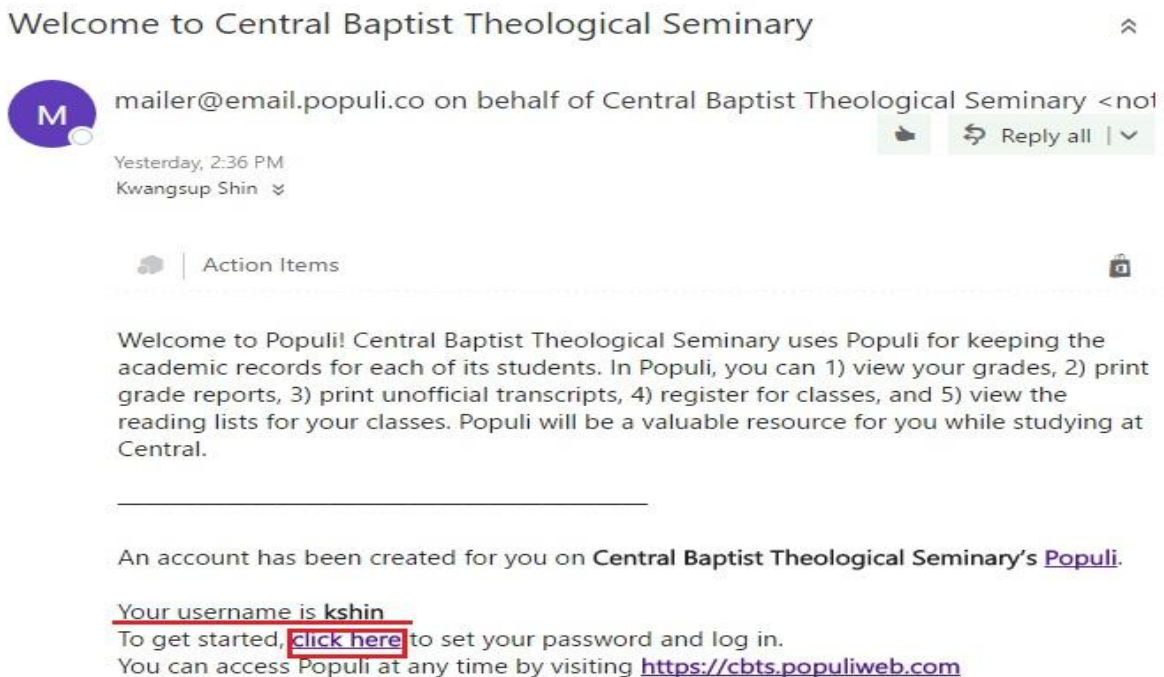 Welcome to Central Baptist Theological Seminary
M
mailer@email.populi.co on behalf of Central Baptist Theological Seminary <not
Reply all
Yesterday, 2:36 PM
Kwangsup Shin
Action Items
Welcome to Populi! Central Baptist Theological Seminary uses Populi for keeping the
academic records for each of its students. In Populi, you can 1) view your grades, 2) print
grade reports, 3) print unofficial transcripts, 4) register for classes, and 5) view the
reading lists for your classes. Populi will be a valuable resource for you while studying at
Central.
An account has been created for you on Central Baptist Theological Seminary's Populi.
Your username is kshin
To get started, click here to set your password and log in.
You can access Populi at any time by visiting https://cbts.populiweb.com